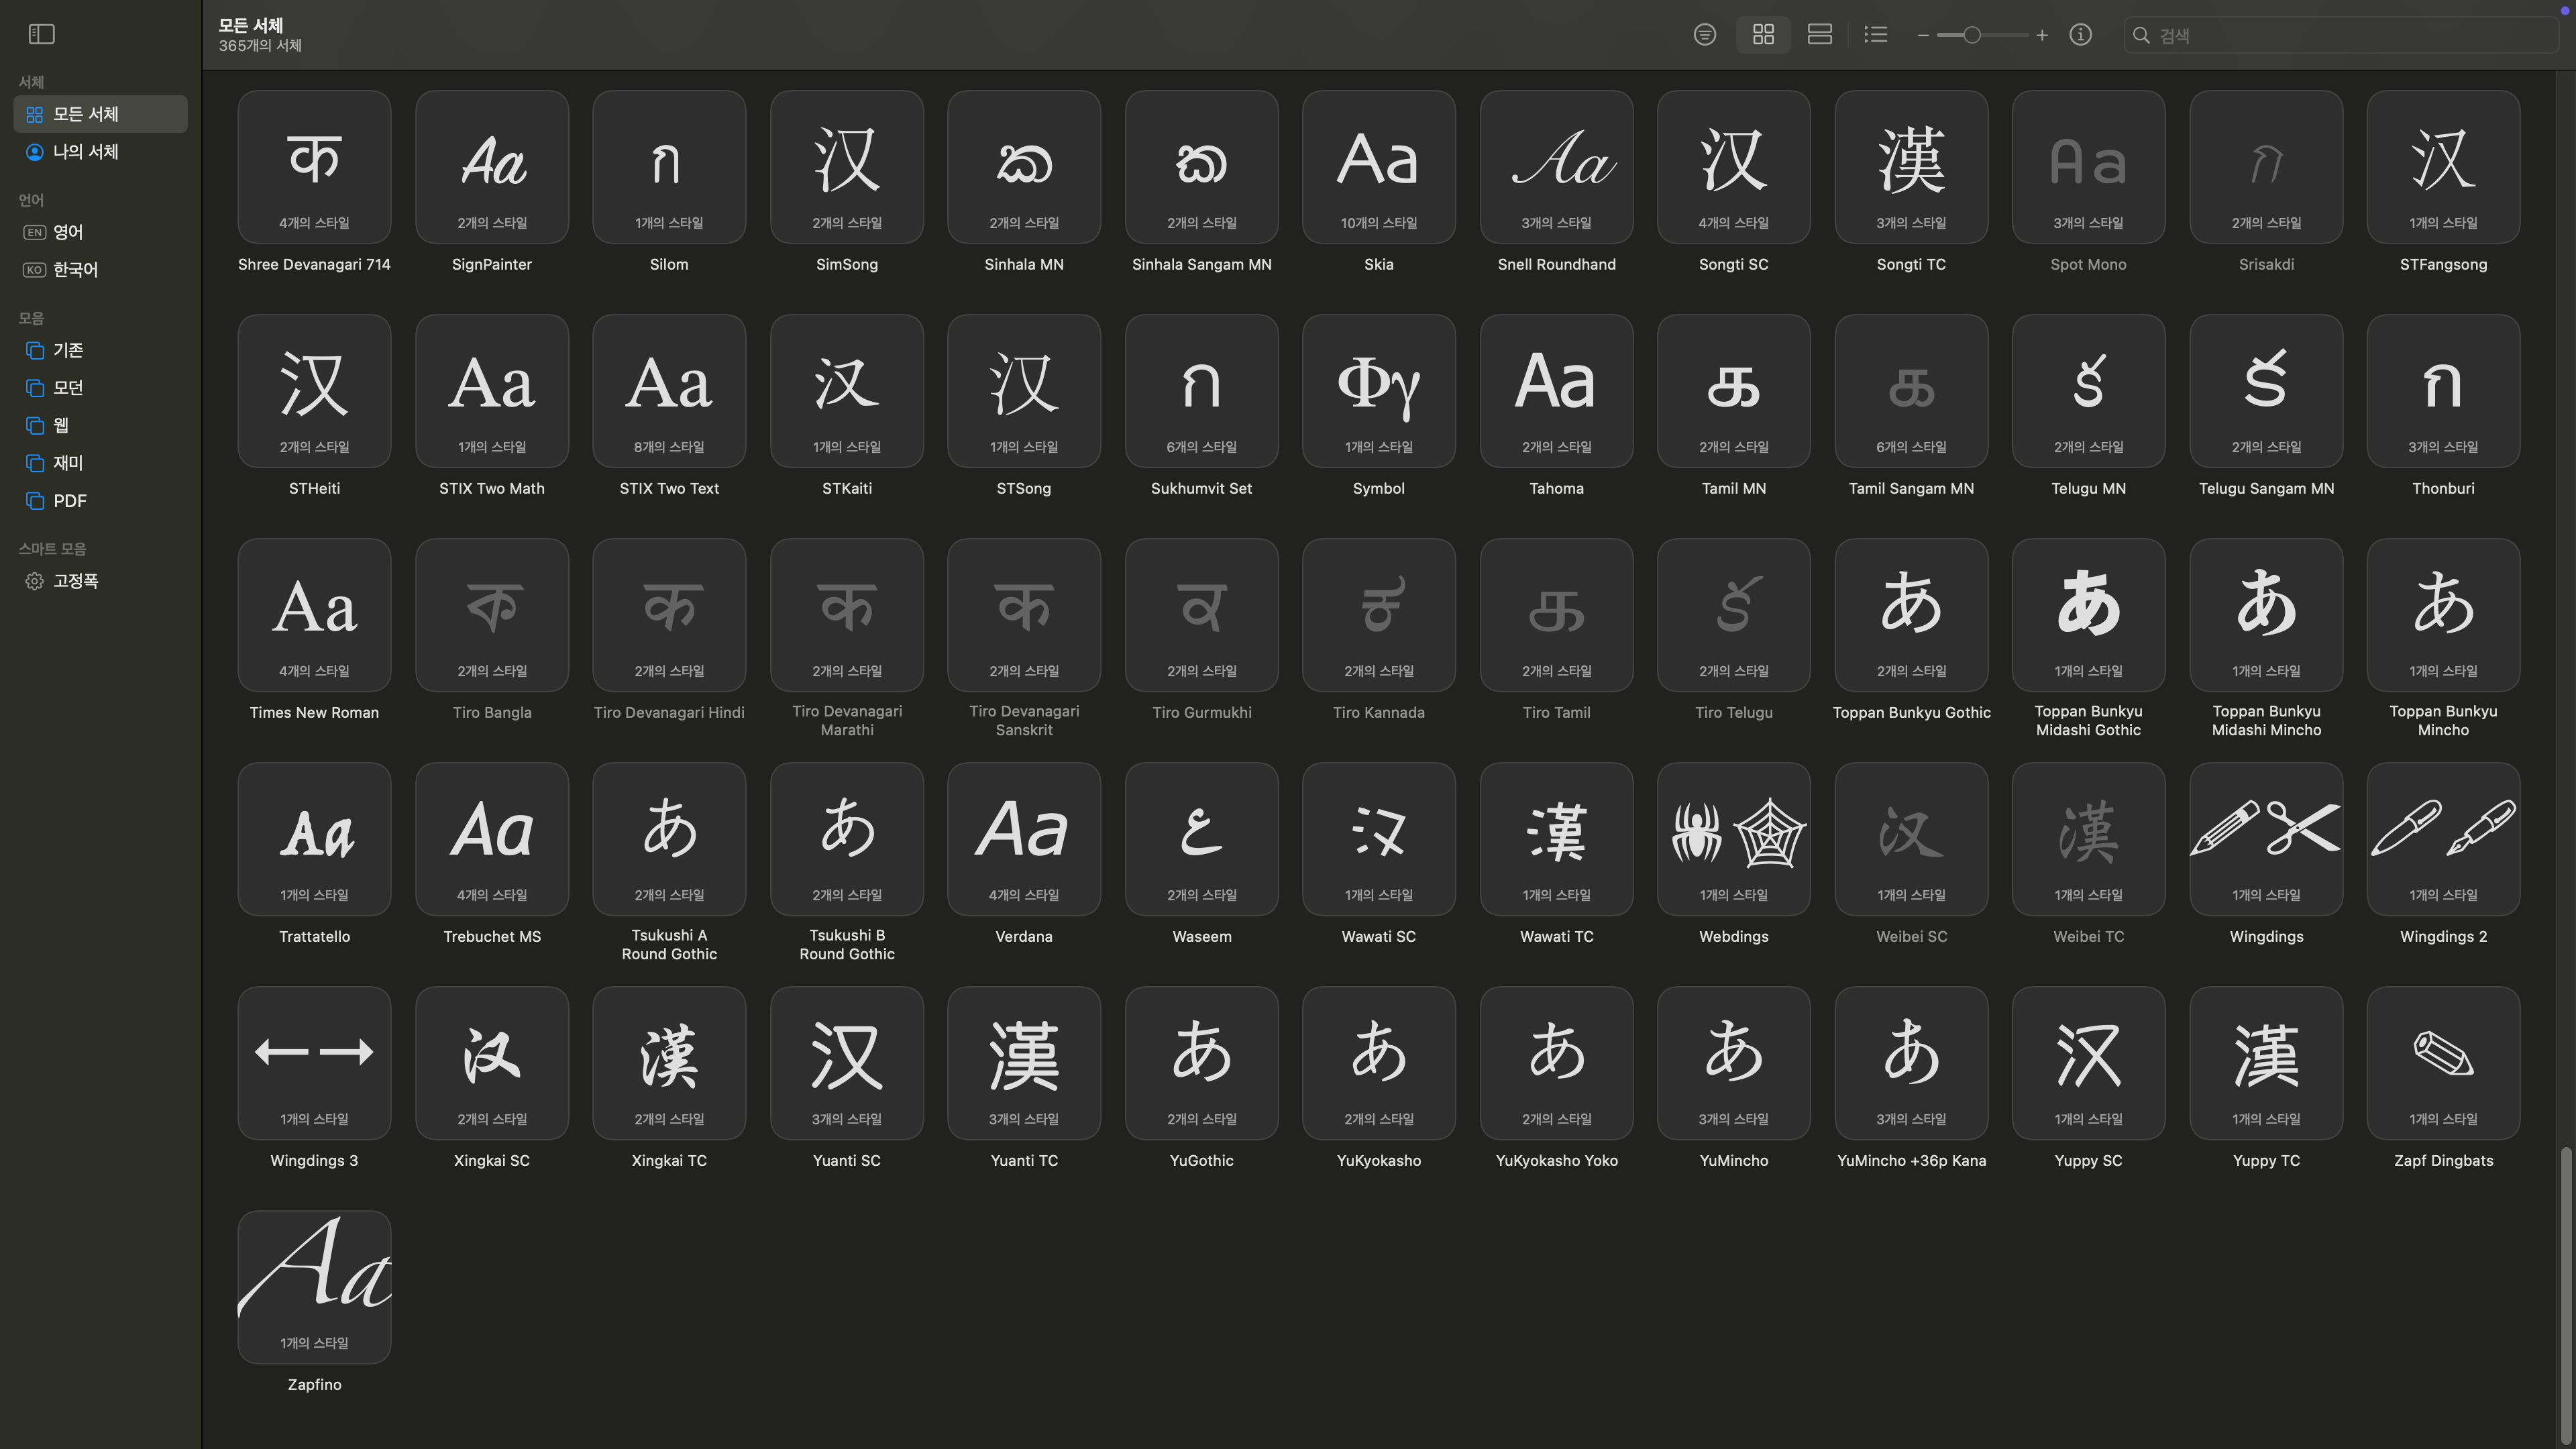 모든 서체
365개의 서체
검색
서체
모든 서체
나의 서체
언어
EN 영어
KO 한국어
모음
기존
모던
웹
재미
PDF
스마트 모음
고정폭
क Aa ก 汉 ක ක Aa Aa 汉 漢 Aa ก 汉
4개의 스타일 2개의 스타일 1개의 스타일 2개의 스타일 2개의 스타일 2개의 스타일 10개의 스타일 3개의 스타일 4개의 스타일 3개의 스타일 3개의 스타일 2개의 스타일 1개의 스타일
Shree Devanagari 714 SignPainter Silom SimSong Sinhala MN Sinhala Sangam MN Skia Snell Roundhand Songti SC Songti TC Spot Mono Srisakdi STFangsong
汉 Aa Aa 汉 汉 ก Φγ Aa க க క క ก
2개의 스타일 1개의 스타일 8개의 스타일 1개의 스타일 1개의 스타일 6개의 스타일 1개의 스타일 2개의 스타일 2개의 스타일 6개의 스타일 2개의 스타일 2개의 스타일 3개의 스타일
STHeiti STIX Two Math STIX Two Text STKaiti STSong Sukhumvit Set Symbol Tahoma Tamil MN Tamil Sangam MN Telugu MN Telugu Sangam MN Thonburi
Aa ক क क क ਕ ಕ க క あ あ あ あ
4개의 스타일 2개의 스타일 2개의 스타일 2개의 스타일 2개의 스타일 2개의 스타일 2개의 스타일 2개의 스타일 2개의 스타일 2개의 스타일 1개의 스타일 1개의 스타일 1개의 스타일
Times New Roman Tiro Bangla Tiro Devanagari Hindi Tiro Devanagari Marathi Tiro Devanagari Sanskrit Tiro Gurmukhi Tiro Kannada Tiro Tamil Tiro Telugu Toppan Bunkyu Gothic Toppan Bunkyu Midashi Gothic Toppan Bunkyu Midashi Mincho Toppan Bunkyu Mincho
Aa Aa あ あ Aa ع 汉 漢 汉 漢
1개의 스타일 4개의 스타일 2개의 스타일 2개의 스타일 4개의 스타일 2개의 스타일 1개의 스타일 1개의 스타일 1개의 스타일 1개의 스타일 1개의 스타일 1개의 스타일 1개의 스타일
Trattatello Trebuchet MS Tsukushi A Round Gothic Tsukushi B Round Gothic Verdana Waseem Wawati SC Wawati TC Webdings Weibei SC Weibei TC Wingdings Wingdings 2
汉 漢 汉 漢 あ あ あ あ あ 汉 漢
1개의 스타일 2개의 스타일 2개의 스타일 3개의 스타일 3개의 스타일 2개의 스타일 2개의 스타일 2개의 스타일 3개의 스타일 3개의 스타일 1개의 스타일 1개의 스타일 1개의 스타일
Wingdings 3 Xingkai SC Xingkai TC Yuanti SC Yuanti TC YuGothic YuKyokasho YuKyokasho Yoko YuMincho YuMincho +36p Kana Yuppy SC Yuppy TC Zapf Dingbats
Aa
1개의 스타일
Zapfino